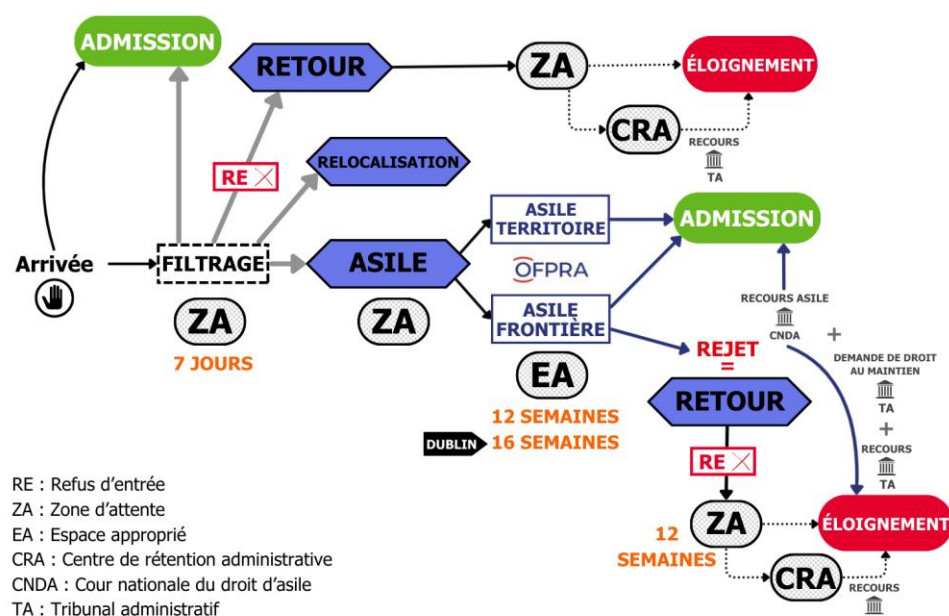 ADMISSION
RETOUR
ZA
ÉLOIGNEMENT
CRA
RECOURS
TA
RE
RELOCALISATION
ASILE
TERRITOIRE
ADMISSION
Arrivée
FILTRAGE
ASILE
OFPRA
ZA
7 JOURS
ZA
ASILE
FRONTIÈRE
RECOURS ASILE
CNDA
+
REJET
=
DEMANDE DE DROIT
AU MAINTIEN
TA
EA
RETOUR
12 SEMAINES
DUBLIN
16 SEMAINES
+
RECOURS
TA
RE
RE : Refus d'entrée
ZA : Zone d'attente
EA : Espace approprié
CRA : Centre de rétention administrative
CNDA : Cour nationale du droit d'asile
TA : Tribunal administratif
ZA
12
SEMAINES
ÉLOIGNEMENT
CRA
RECOURS